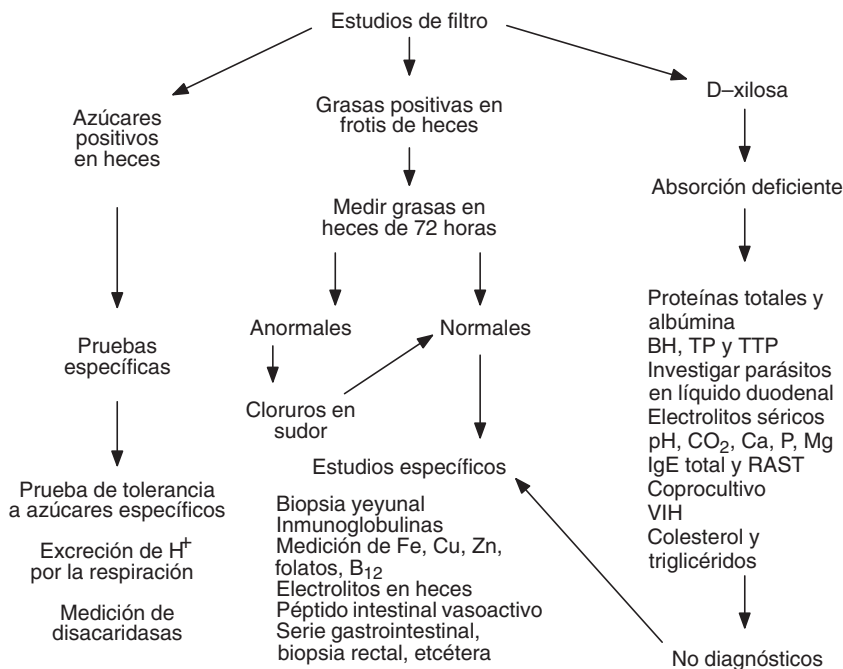 Estudios de filtro
Azúcares
positivos
en heces
Pruebas
específicas
Prueba de tolerancia
a azúcares específicos
Excreción de H⁺
por la respiración
Medición de
disacaridasas
Grasas positivas en
frotis de heces
Medir grasas en
heces de 72 horas
Anormales
Normales
Cloruros en
sudor
Estudios específicos
Biopsia yeyunal
Inmunoglobulinas
Medición de Fe, Cu, Zn,
folatos, B₁₂
Electrolitos en heces
Péptido intestinal vasoactivo
Serie gastrointestinal,
biopsia rectal, etcétera
D–xilosa
Absorción deficiente
Proteínas totales y
albúmina
BH, TP y TTP
Investigar parásitos
en líquido duodenal
Electrolitos séricos
pH, CO₂, Ca, P, Mg
IgE total y RAST
Coprocultivo
VIH
Colesterol y
triglicéridos
No diagnósticos